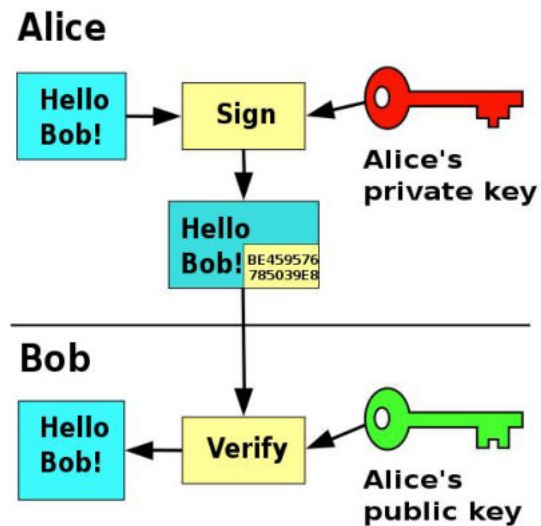 Alice
Hello
Bob!
Sign
Alice's
private key
Hello
Bob!
BE459576
785039E8
Bob
Hello
Bob!
Verify
Alice's
public key